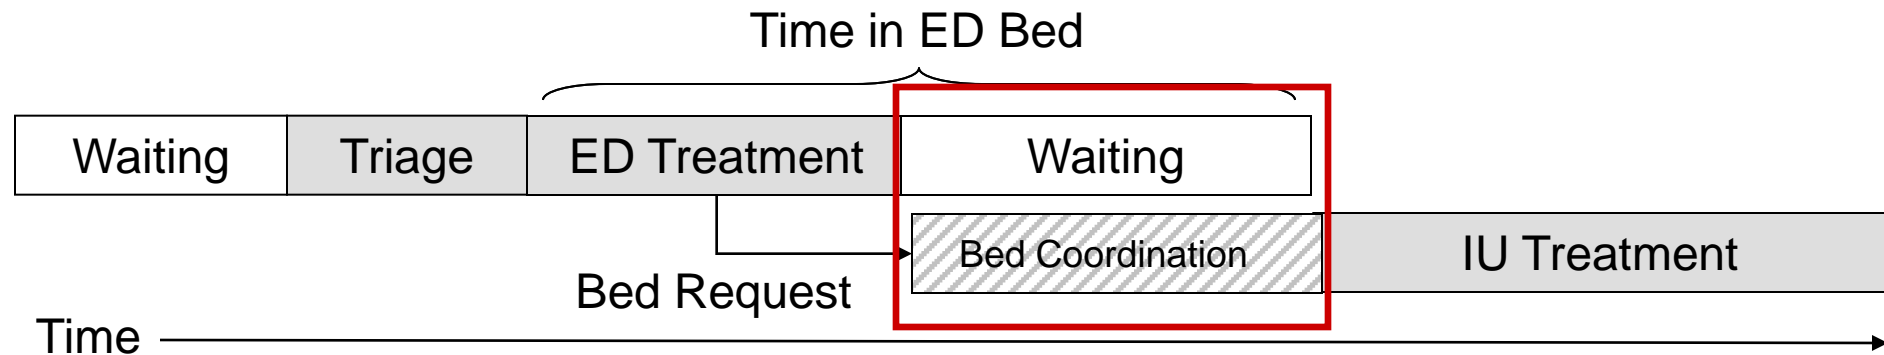 Time in ED Bed
Waiting
Triage
ED Treatment
Waiting
Bed Coordination
IU Treatment
Bed Request
Time